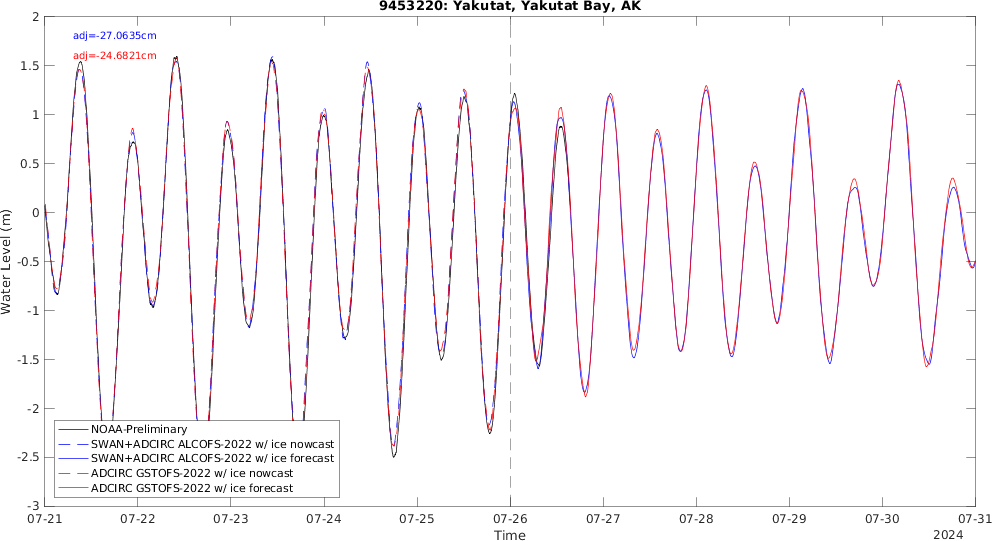 9453220: Yakutat, Yakutat Bay, AK
adj=-27.0635cm
adj=-24.6821cm
Water Level (m)
2
1.5
1
0.5
0
-0.5
-1
-1.5
-2
-2.5
-3
NOAA-Preliminary
SWAN+ADCIRC ALCOFS-2022 w/ ice nowcast
SWAN+ADCIRC ALCOFS-2022 w/ ice forecast
ADCIRC GSTOFS-2022 w/ ice nowcast
ADCIRC GSTOFS-2022 w/ ice forecast
07-21 07-22 07-23 07-24 07-25 07-26 07-27 07-28 07-29 07-30 07-31
Time
2024